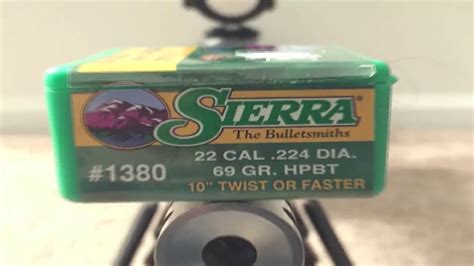 SIERRA®
The Bulletsmiths
#1380
22 CAL .224 DIA.
69 GR. HPBT
10" TWIST OR FASTER